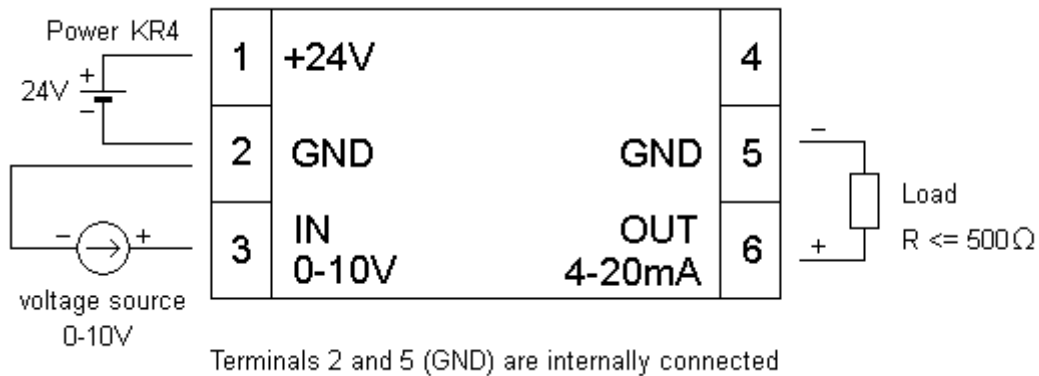 Power KR4
24V
+
−
1
+24V
4
2
GND
GND
5
−
+
3
IN
0-10V
OUT
4-20mA
6
−
+
Load
R <= 500Ω
voltage source
0-10V
Terminals 2 and 5 (GND) are internally connected